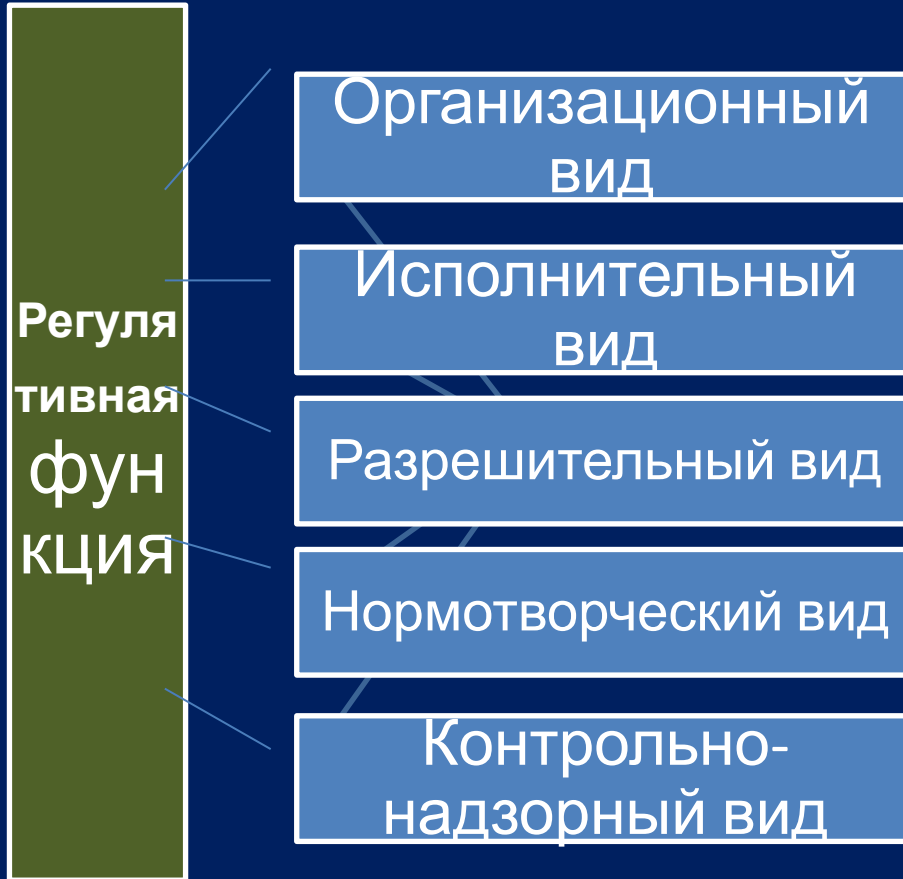 Регуля
тивная
фун
кция
Организационный
вид
Исполнительный
вид
Разрешительный вид
Нормотворческий вид
Контрольно-
надзорный вид